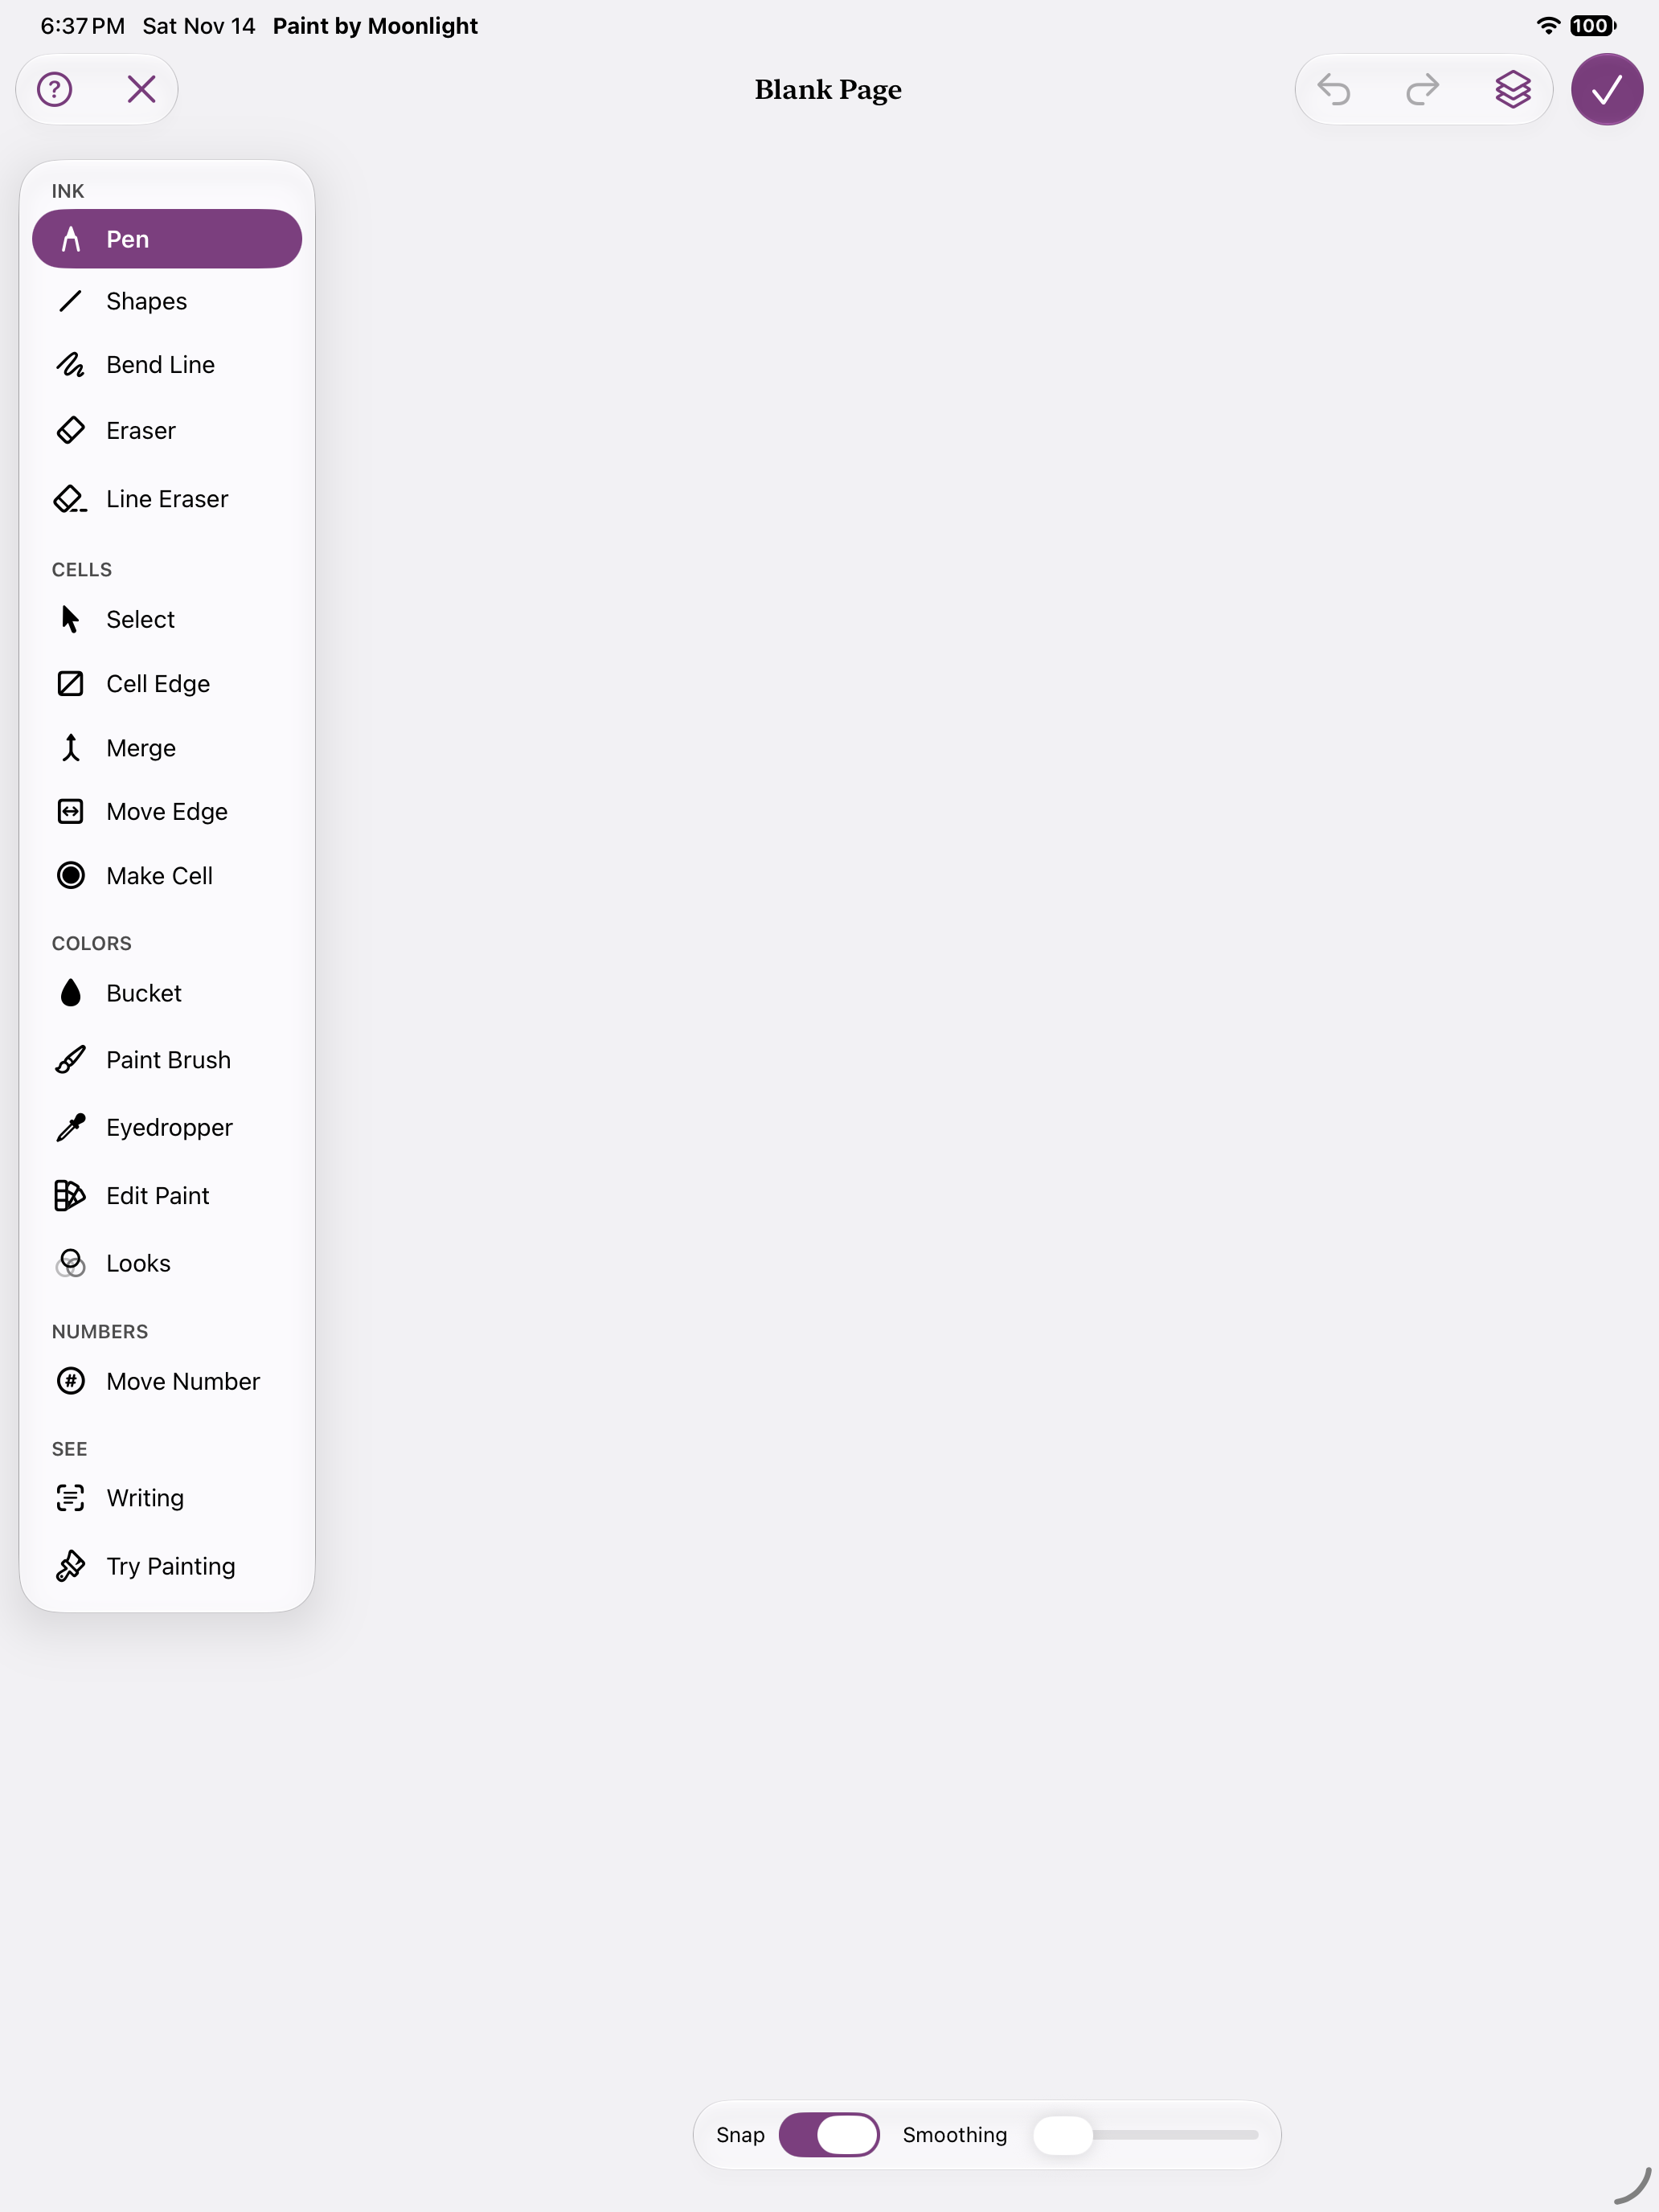 6:37 PM Sat Nov 14 Paint by Moonlight
100
?
Blank Page
INK
Pen
Shapes
Bend Line
Eraser
Line Eraser
CELLS
Select
Cell Edge
Merge
Move Edge
Make Cell
COLORS
Bucket
Paint Brush
Eyedropper
Edit Paint
Looks
NUMBERS
# Move Number
SEE
Writing
Try Painting
Snap Smoothing